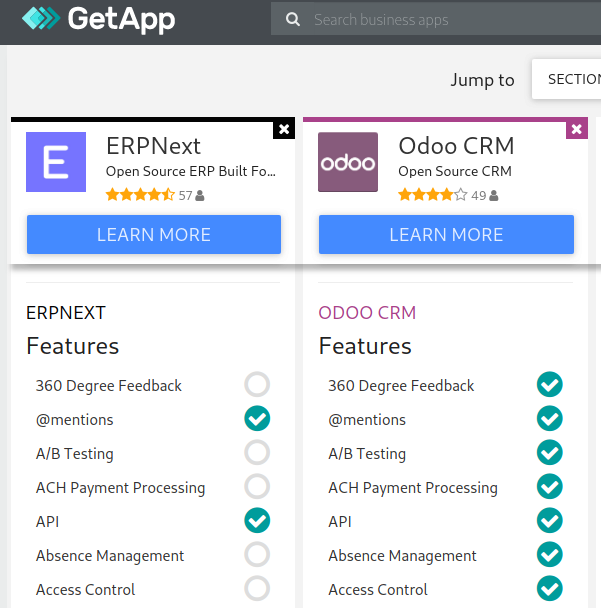 GetApp
Search business apps
Jump to
SECTION
ERPNext
Open Source ERP Built Fo...
57
LEARN MORE
odoo
Odoo CRM
Open Source CRM
49
LEARN MORE
E
ERPNEXT
Features
360 Degree Feedback
@mentions
A/B Testing
ACH Payment Processing
API
Absence Management
Access Control
ODOO CRM
Features
360 Degree Feedback
@mentions
A/B Testing
ACH Payment Processing
API
Absence Management
Access Control